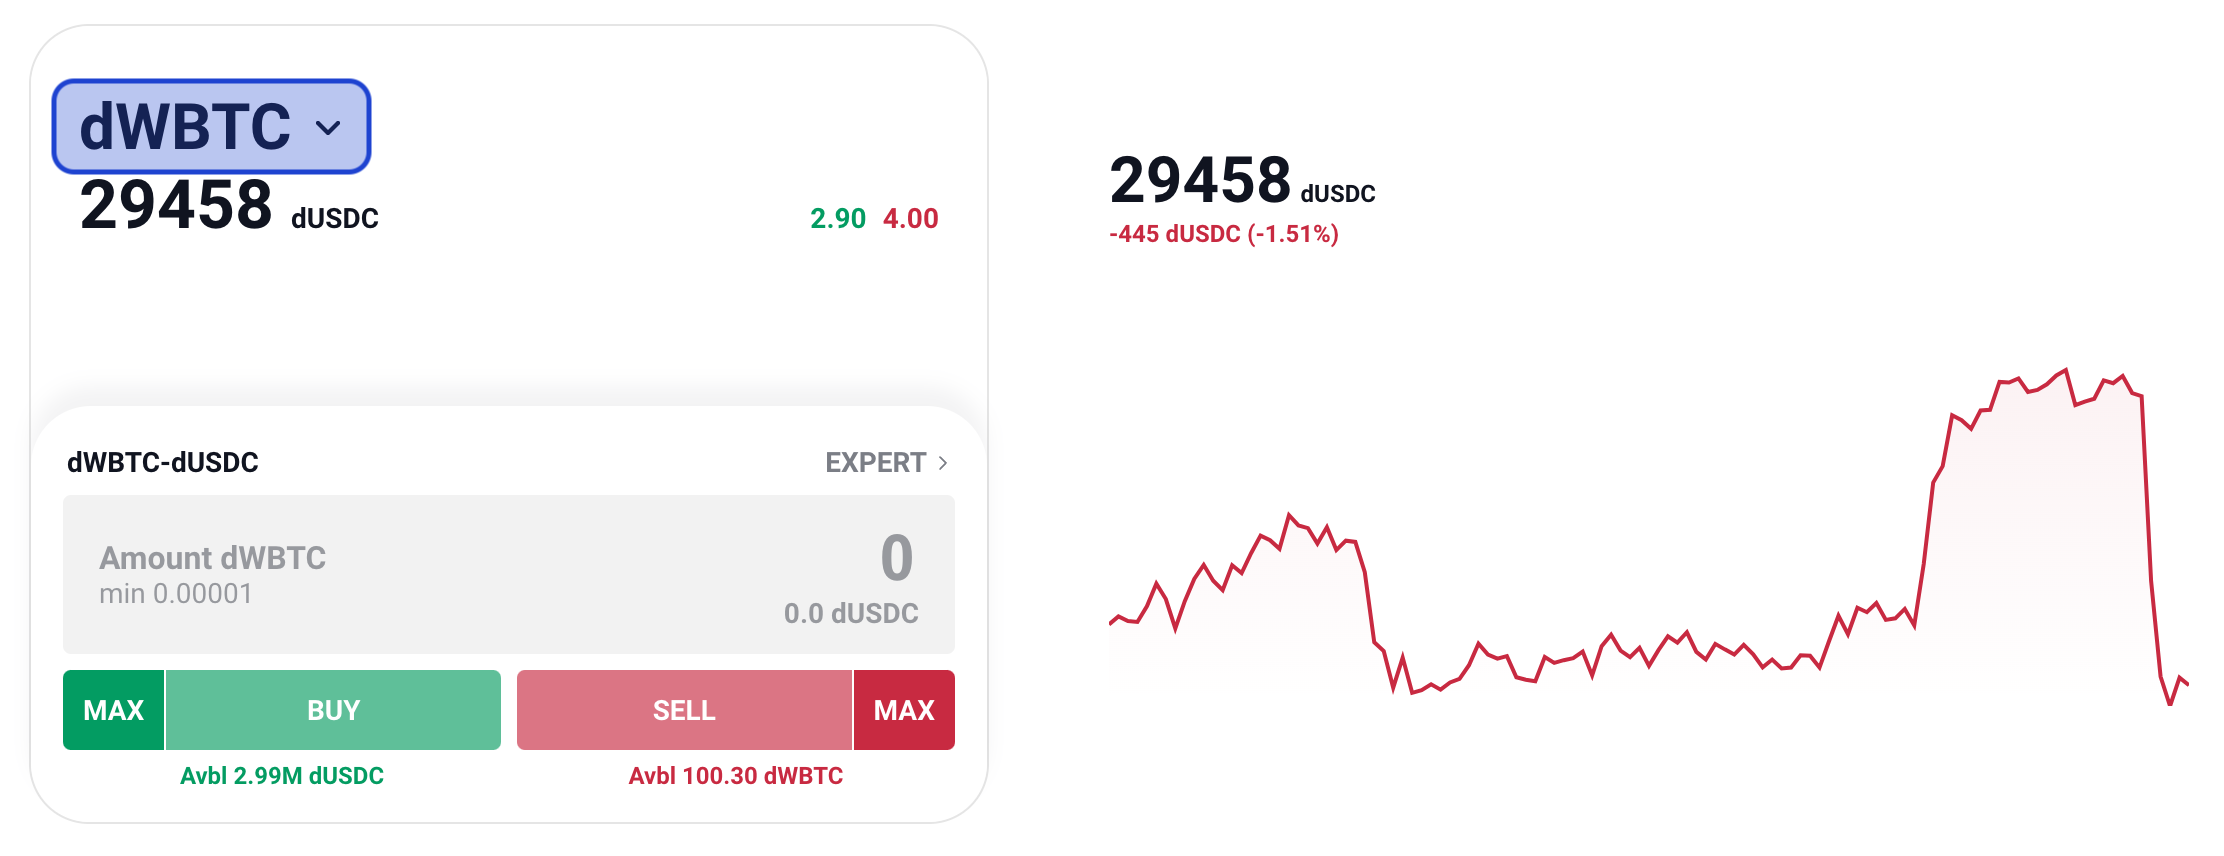 dWBTC
29458 dUSDC
2.90 4.00
dWBTC-dUSDC
EXPERT
Amount dWBTC
min 0.00001
0
0.0 dUSDC
MAX BUY SELL MAX
Avbl 2.99M dUSDC
Avbl 100.30 dWBTC
29458 dUSDC
-445 dUSDC (-1.51%)